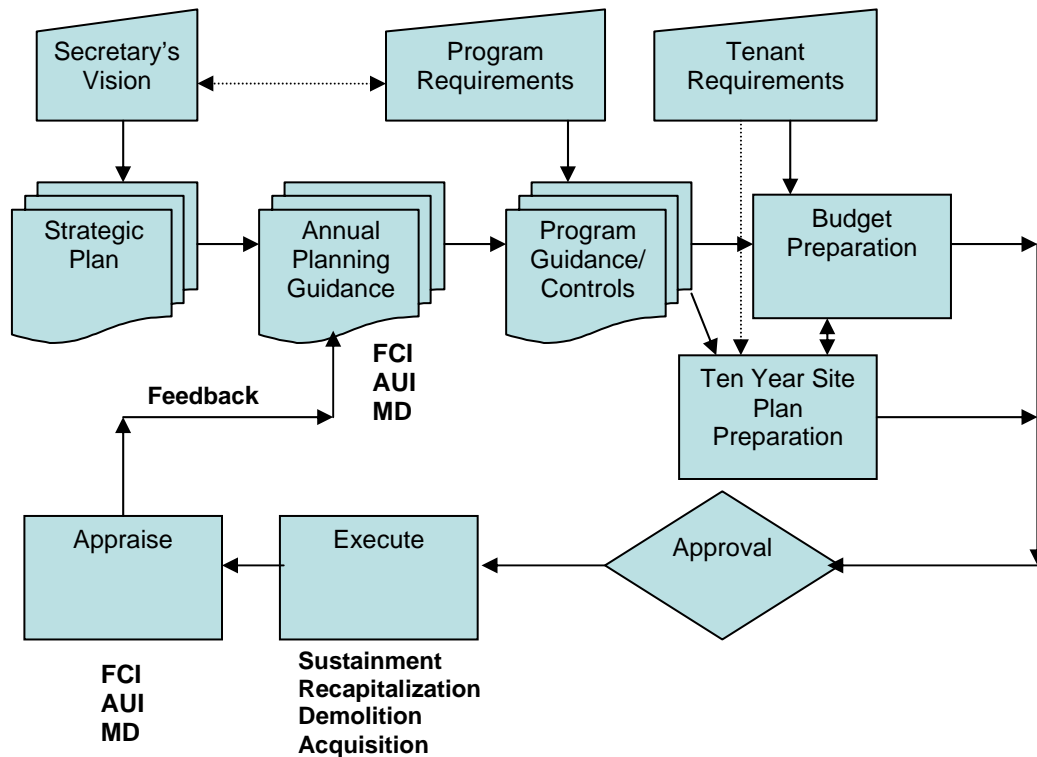 Secretary's
Vision
Program
Requirements
Tenant
Requirements
Strategic
Plan
Annual
Planning
Guidance
Program
Guidance/
Controls
Budget
Preparation
FCI
AUI
MD
Feedback
Ten Year Site
Plan
Preparation
Appraise
Execute
Approval
FCI
AUI
MD
Sustainment
Recapitalization
Demolition
Acquisition